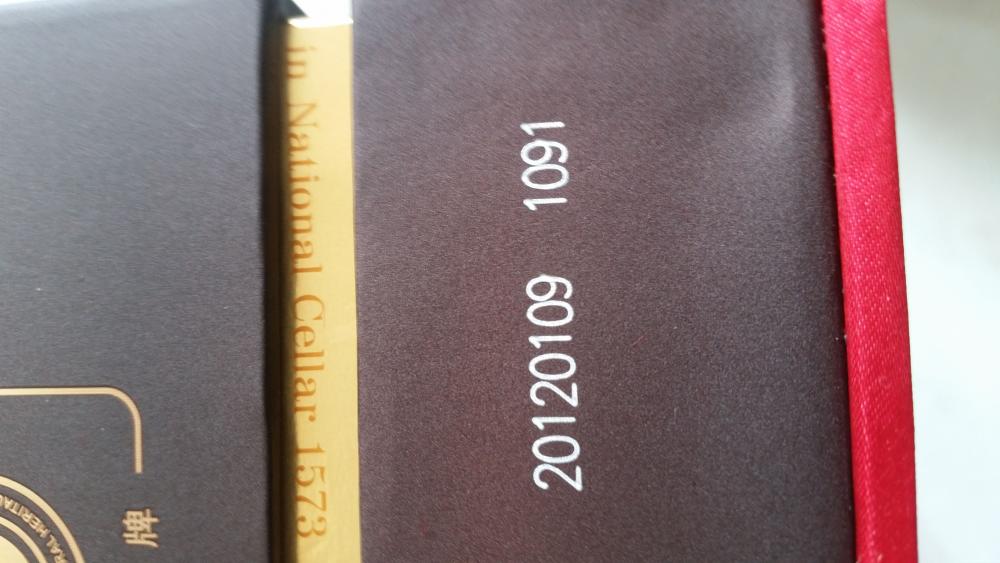 in National Cellar 1573
20120109 1091
牌